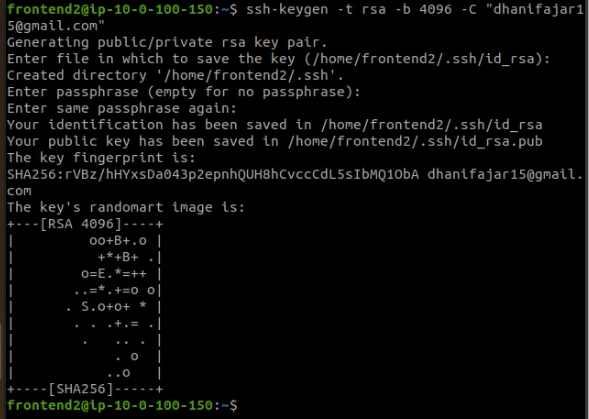 frontend2@ip-10-0-100-150:~$ ssh-keygen -t rsa -b 4096 -C "dhanifajar1
5@gmail.com"
Generating public/private rsa key pair.
Enter file in which to save the key (/home/frontend2/.ssh/id_rsa):
Created directory '/home/frontend2/.ssh'.
Enter passphrase (empty for no passphrase):
Enter same passphrase again:
Your identification has been saved in /home/frontend2/.ssh/id_rsa
Your public key has been saved in /home/frontend2/.ssh/id_rsa.pub
The key fingerprint is:
SHA256:rVBz/hHYxsDa043p2epnhQUH8hCvccCdL5sIbMQ1ObA dhanifajar15@gmail.
com
The key's randomart image is:
+---[RSA 4096]----+
|         oo+B+.o |
|          +*+B+ .|
|        o=E.*=++ |
|       ..=*.+=o o|
|      . S.o+o+ * |
|       . . .+.= .|
|        .   .. . |
|            . o  |
|           ..o   |
+----[SHA256]-----+
frontend2@ip-10-0-100-150:~$